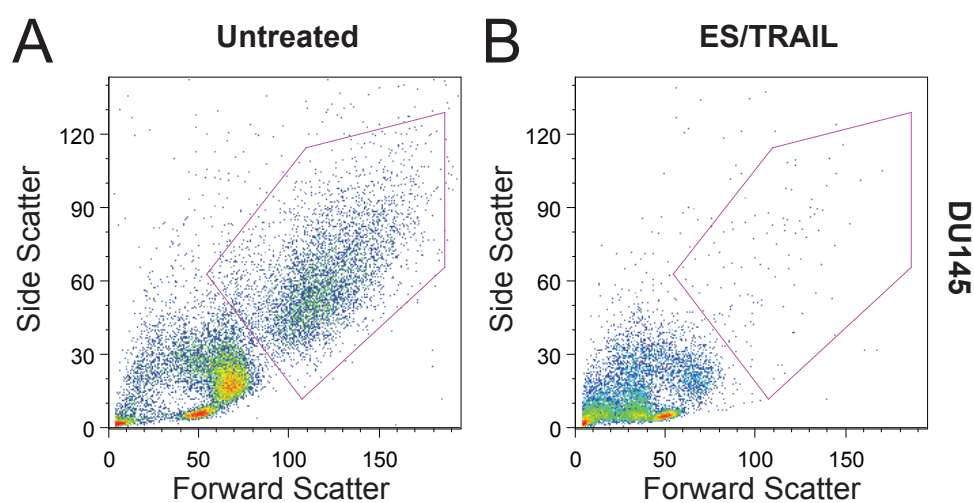 A Untreated
120
90
60
30
0
Side Scatter
0 50 100 150
Forward Scatter
B ES/TRAIL
120
90
60
30
0
Side Scatter
0 50 100 150
Forward Scatter
DU145